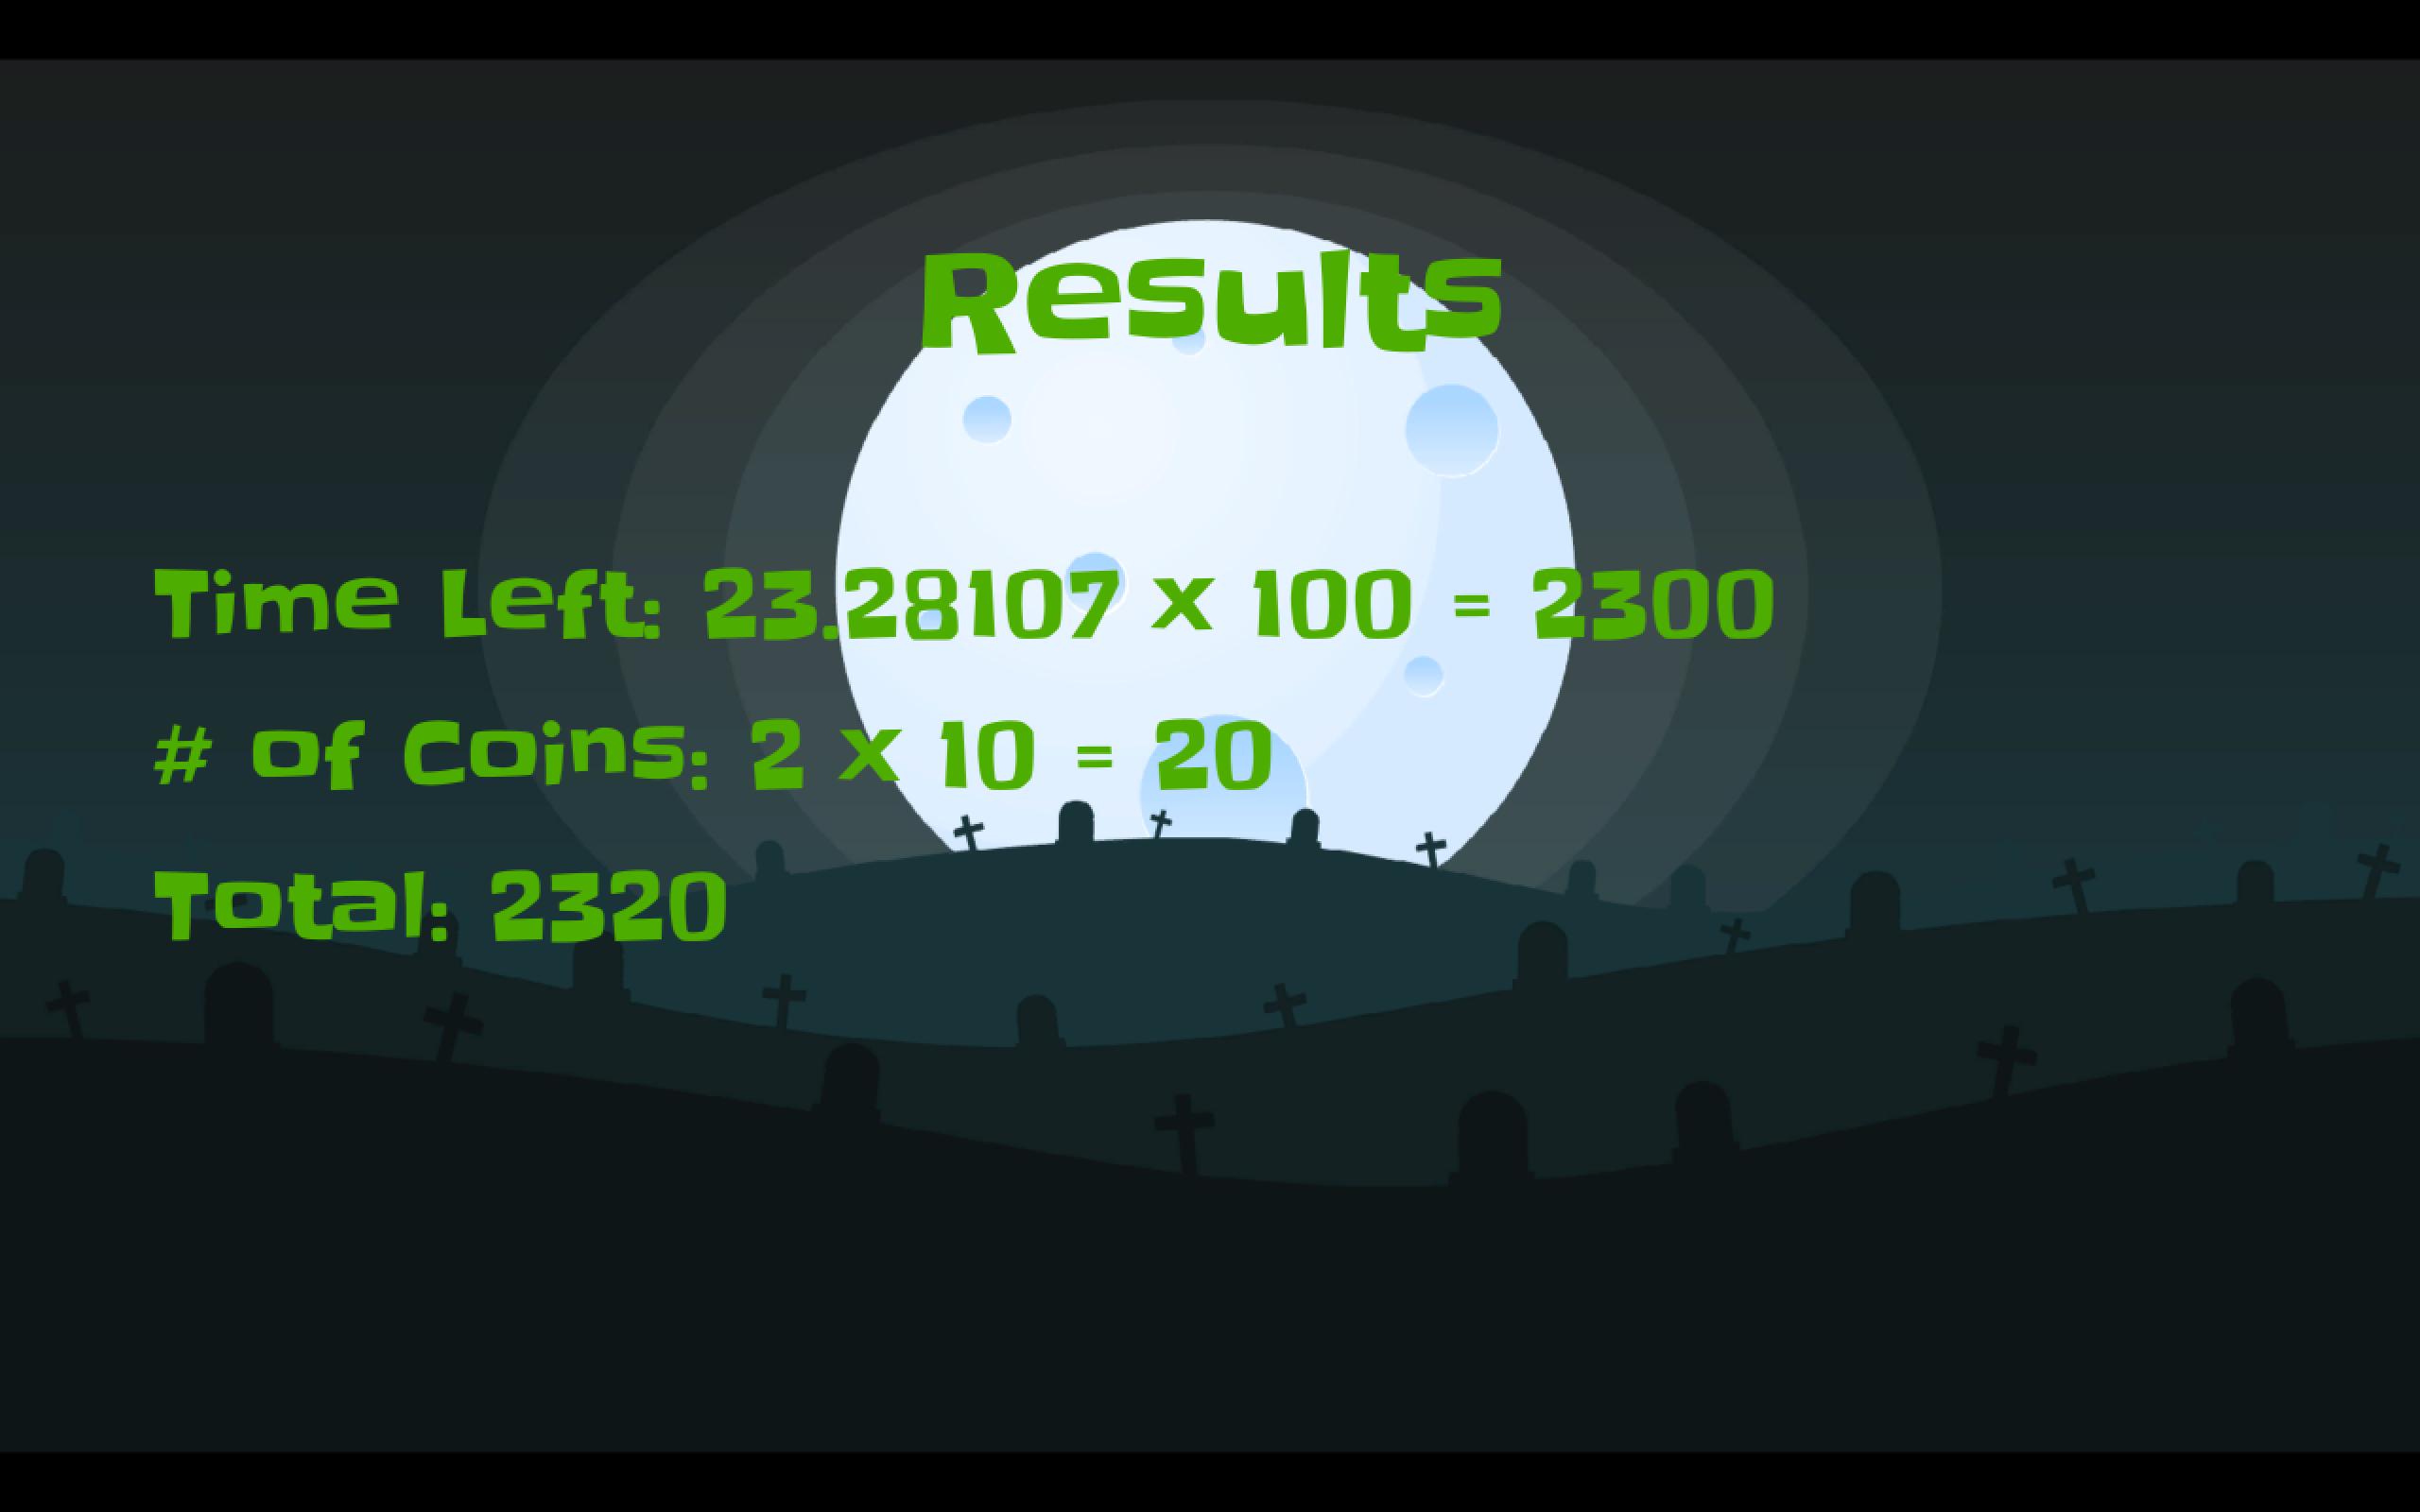 Results
Time Left: 23.28107 x 100 = 2300
# of Coins: 2 x 10 = 20
Total: 2320